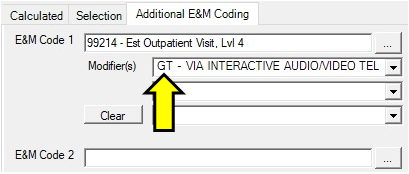 Calculated Selection Additional E&M Coding
E&M Code 1 99214 - Est Outpatient Visit, Lvl 4 ...
Modifier(s) GT - VIA INTERACTIVE AUDIO/VIDEO TEL
Clear
E&M Code 2 ...